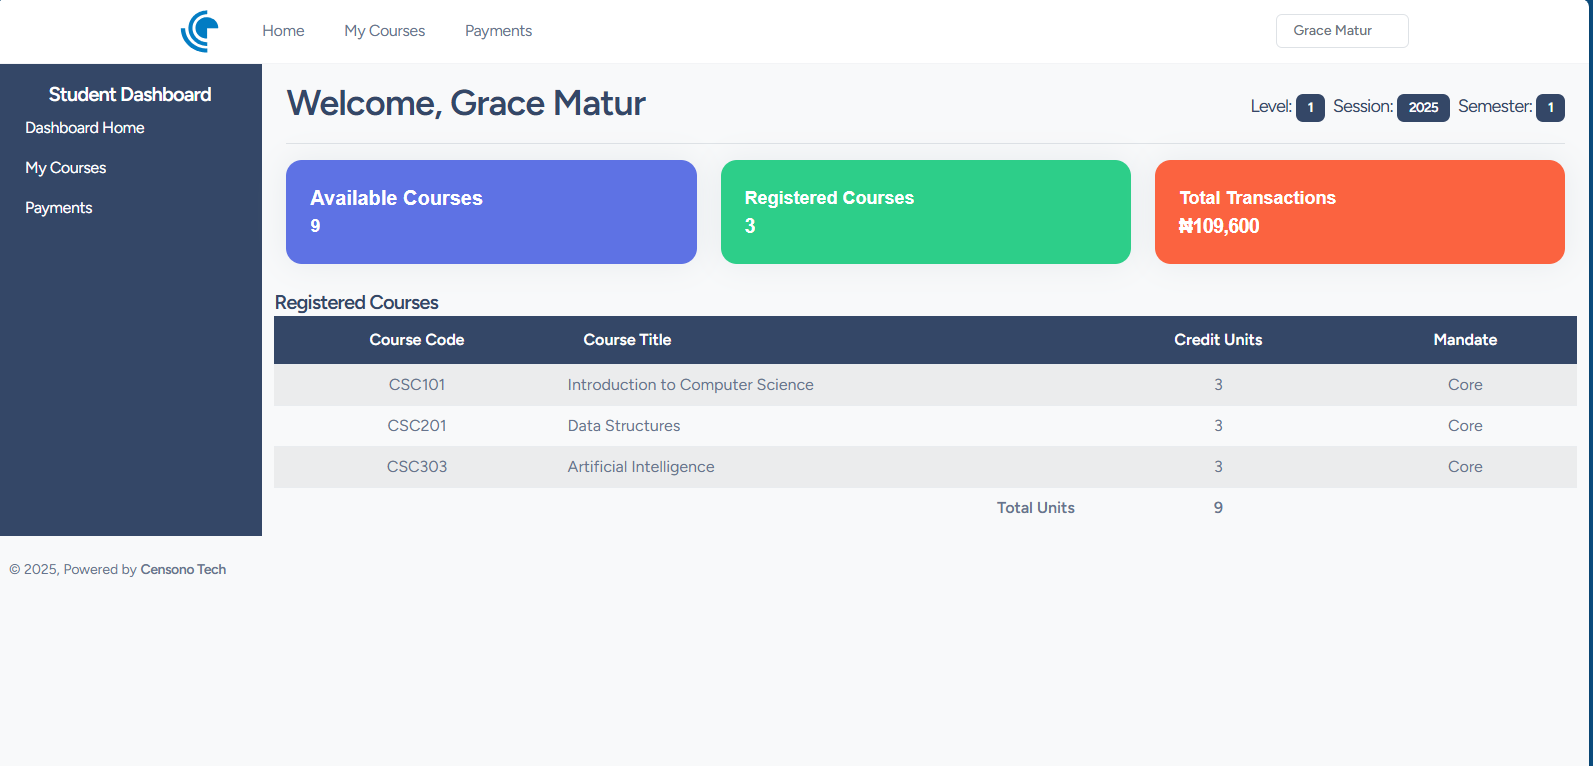 Home My Courses Payments Grace Matur
Student Dashboard
Dashboard Home
My Courses
Payments
Welcome, Grace Matur
Level: 1 Session: 2025 Semester: 1
Available Courses
9
Registered Courses
3
Total Transactions
₦109,600
Registered Courses
Course Code Course Title Credit Units Mandate
CSC101 Introduction to Computer Science 3 Core
CSC201 Data Structures 3 Core
CSC303 Artificial Intelligence 3 Core
Total Units 9
© 2025, Powered by Censono Tech